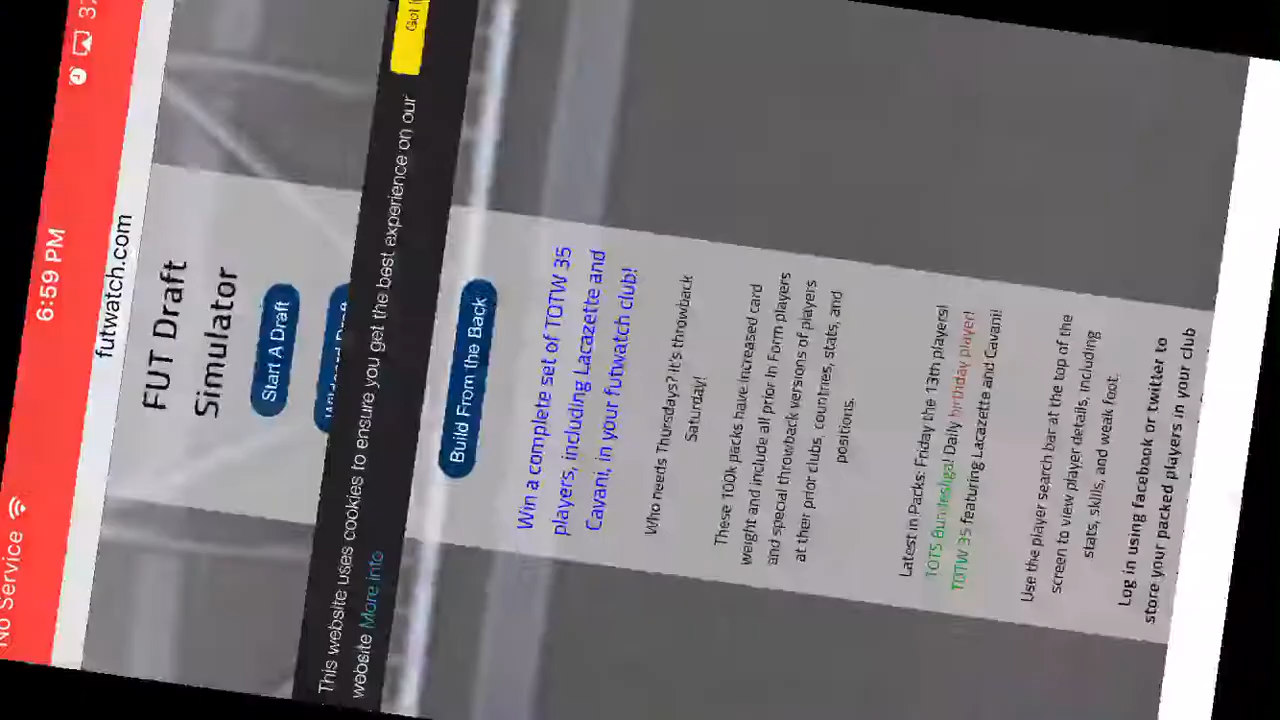 No Service
6:59 PM
futwatch.com
FUT Draft
Simulator
Start A Draft
This website uses cookies to ensure you get the best experience on our
website More info
Got
Build From the Back
Win a complete set of TOTW 35
players, including Lacazette and
Cavani, in your futwatch club!
Who needs Thursdays? It's throwback
Saturday!
These 100k packs have increased card
weight and include all prior In Form players
and special throwback versions of players
at their prior clubs, countries, stats, and
positions.
Latest in Packs: Friday the 13th players!
TOTS Bundesliga! Daily birthday player!
TOTW 35 featuring Lacazette and Cavani!
Use the player search bar at the top of the
screen to view player details, including
stats, skills, and weak foot.
Log in using facebook or twitter to
store your packed players in your club